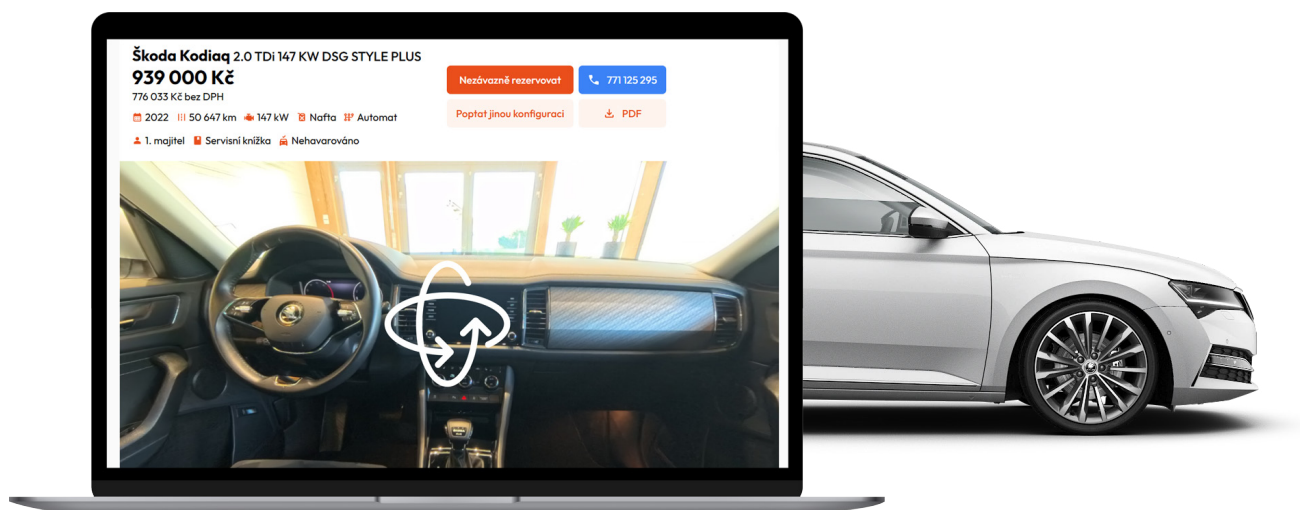 Škoda Kodiaq 2.0 TDi 147 KW DSG STYLE PLUS
939 000 Kč
776 033 Kč bez DPH
Nezávazně rezervovat
771 125 295
Poptat jinou konfiguraci
PDF
2022 50 647 km 147 kW Nafta Automat
1. majitel Servisní knížka Nehavarováno